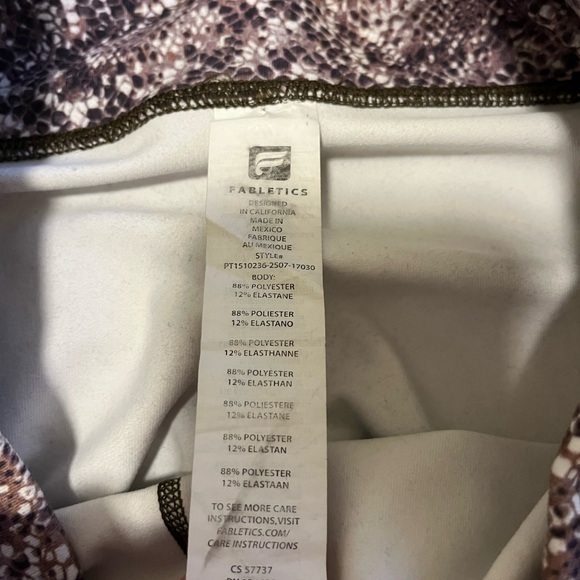 FABLETICS
DESIGNED
IN CALIFORNIA
MADE IN
MEXICO
FABRIQUE
AU MEXIQUE
STYLE#
PT1510236-2507-17030
BODY:
88% POLYESTER
12% ELASTANE
88% POLIESTER
12% ELASTANO
88% POLYESTER
12% ELASTHANNE
88% POLYESTER
12% ELASTHAN
88% POLIESTERE
12% ELASTANE
88% POLYESTER
12% ELASTAN
88% POLYESTER
12% ELASTAAN
TO SEE MORE CARE
INSTRUCTIONS,VISIT
FABLETICS.COM/
CARE INSTRUCTIONS
CS 57737